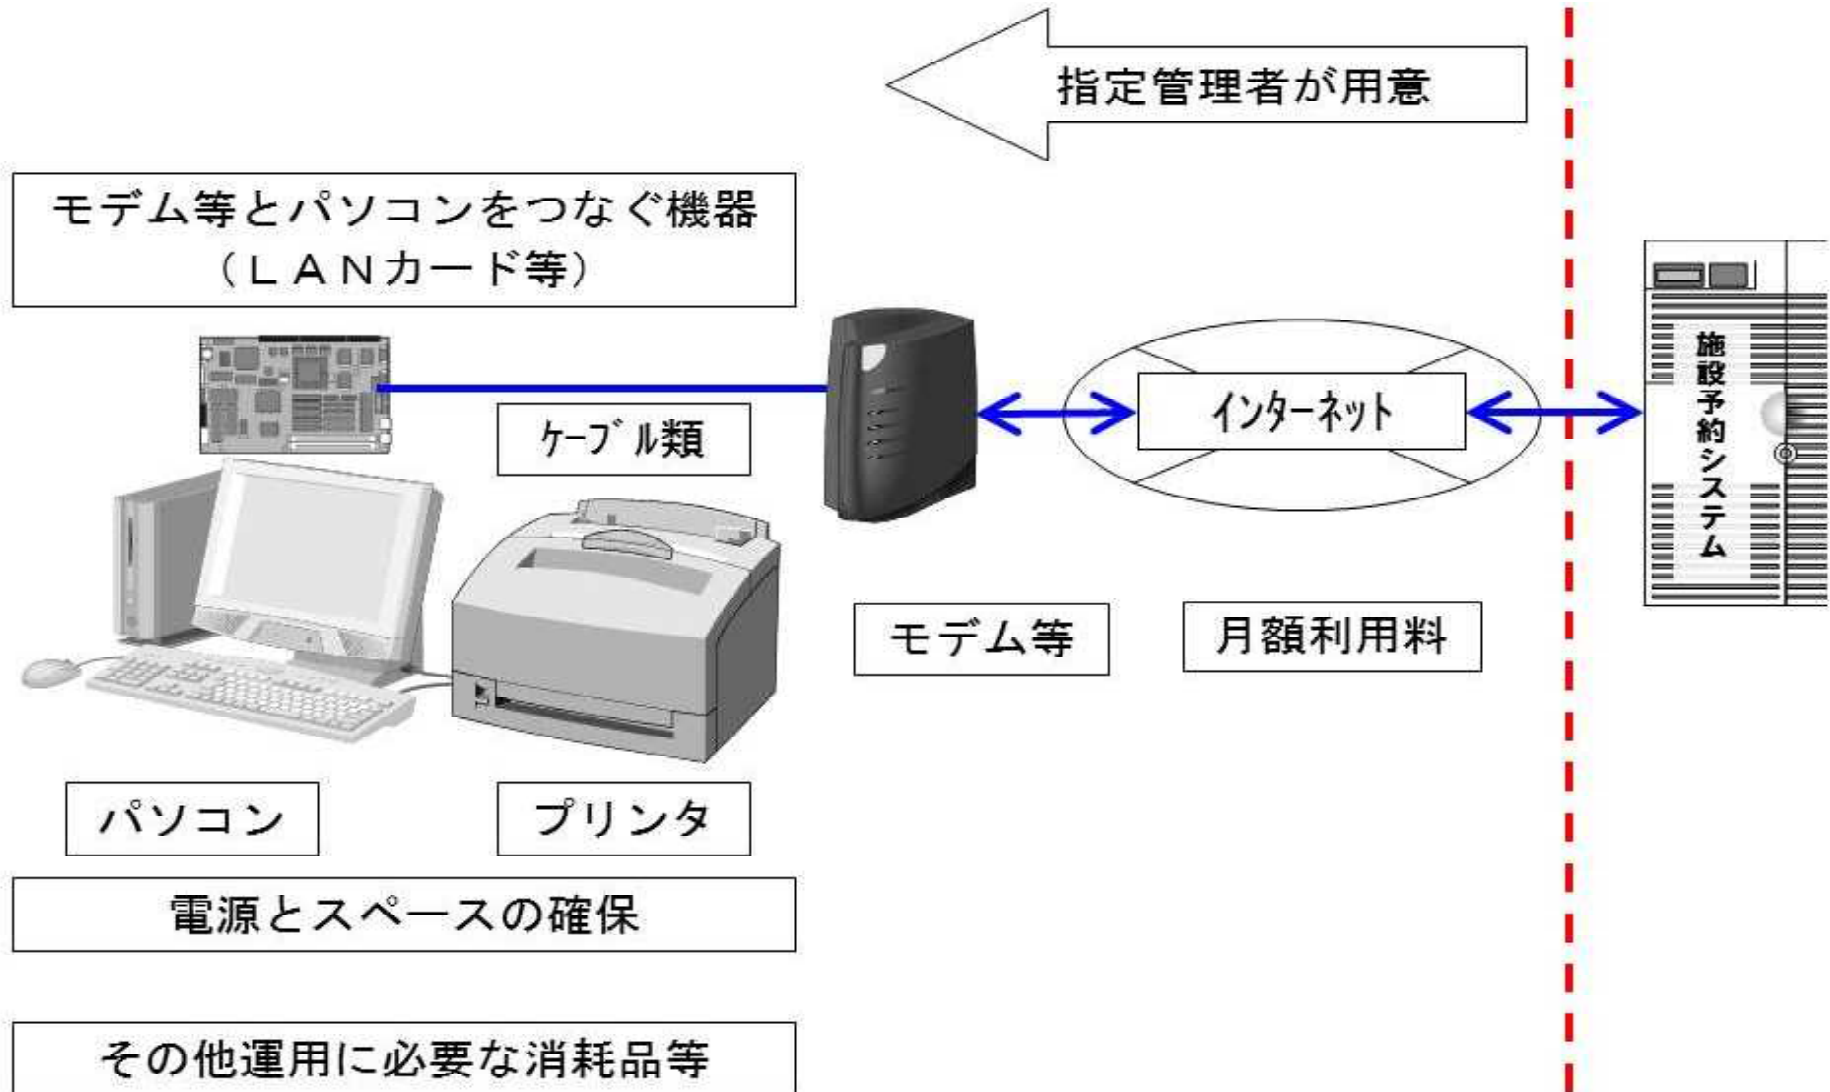 指定管理者が用意
モデム等とパソコンをつなぐ機器
（ＬＡＮカード等）
ｹｰﾌﾞﾙ類
インターネット
施設予約システム
モデム等
月額利用料
パソコン
プリンタ
電源とスペースの確保
その他運用に必要な消耗品等